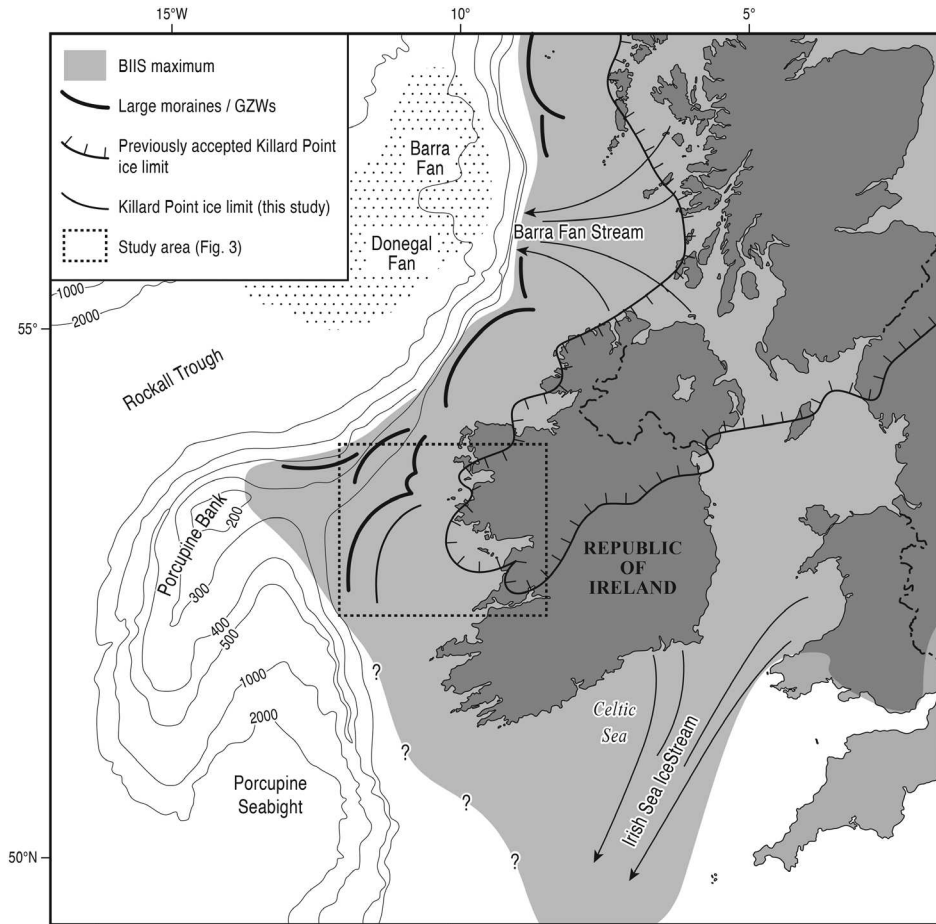 15°W
10°
5°
BIIS maximum
Large moraines / GZWs
Previously accepted Killard Point
ice limit
Killard Point ice limit (this study)
Study area (Fig. 3)
Barra
Fan
Donegal
Fan
Barra Fan Stream
1000
2000
55°
Rockall Trough
Porcupine Bank
200
300
400
500
1000
2000
REPUBLIC
OF
IRELAND
?
?
?
?
Celtic
Sea
Irish Sea IceStream
Porcupine
Seabight
50°N